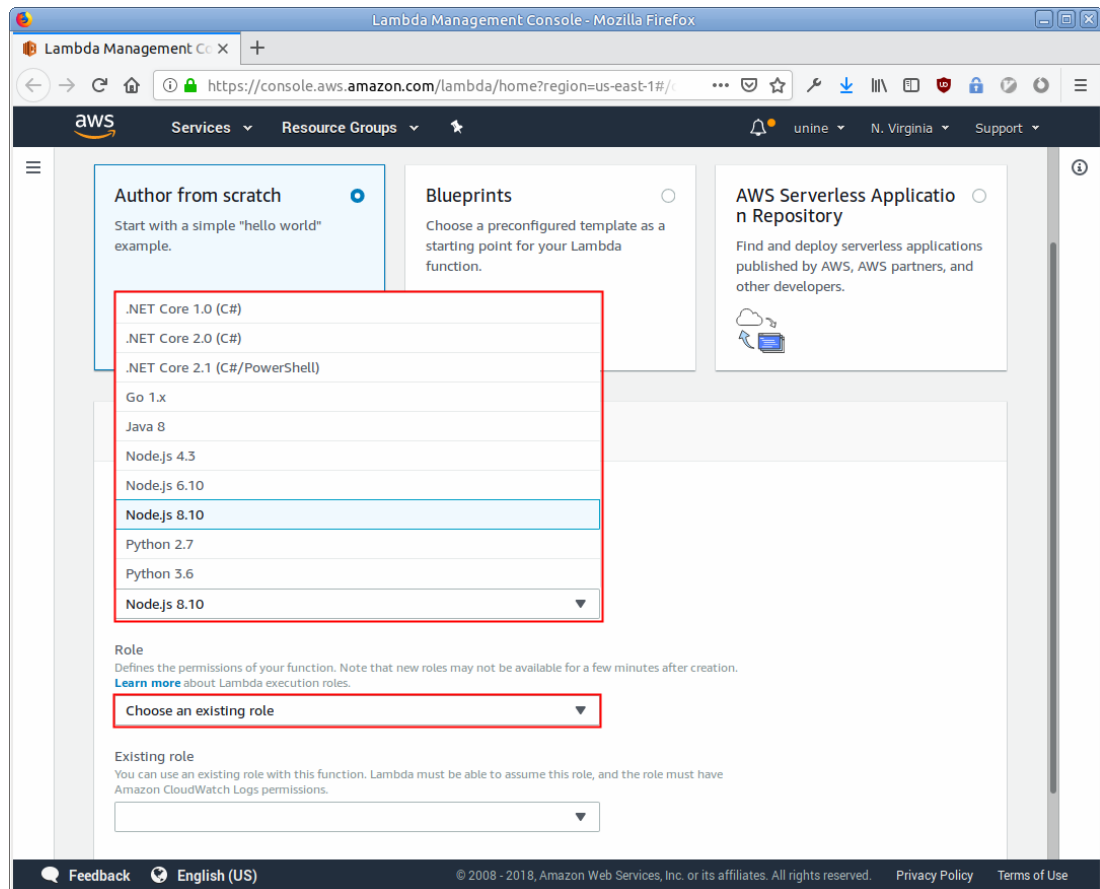 Lambda Management Console - Mozilla Firefox
Lambda Management Co
https://console.aws.amazon.com/lambda/home?region=us-east-1#/c
aws
Services
Resource Groups
unine
N. Virginia
Support
Author from scratch
Start with a simple "hello world"
example.
Blueprints
Choose a preconfigured template as a
starting point for your Lambda
function.
AWS Serverless Applicatio
n Repository
Find and deploy serverless applications
published by AWS, AWS partners, and
other developers.
.NET Core 1.0 (C#)
.NET Core 2.0 (C#)
.NET Core 2.1 (C#/PowerShell)
Go 1.x
Java 8
Node.js 4.3
Node.js 6.10
Node.js 8.10
Python 2.7
Python 3.6
Node.js 8.10
Role
Defines the permissions of your function. Note that new roles may not be available for a few minutes after creation.
Learn more about Lambda execution roles.
Choose an existing role
Existing role
You can use an existing role with this function. Lambda must be able to assume this role, and the role must have
Amazon CloudWatch Logs permissions.
Feedback
English (US)
© 2008 - 2018, Amazon Web Services, Inc. or its affiliates. All rights reserved.
Privacy Policy
Terms of Use